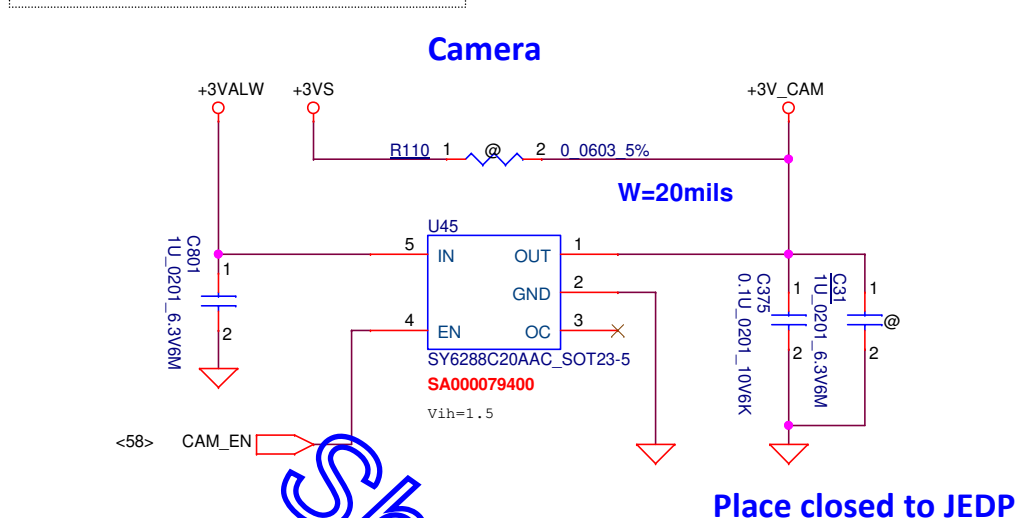 Camera
+3VALW
+3VS
+3V_CAM
R110 1 @ 2 0_0603_5%
W=20mils
U45
5 IN OUT 1
GND 2
4 EN OC 3
SY6288C20AAC_SOT23-5
SA000079400
Vih=1.5
C801
1U_0201_6.3V6M
1
2
C375
0.1U_0201_10V6K
1
2
C31
1U_0201_6.3V6M
1
@
2
<58> CAM_EN
Sh
Place closed to JEDP